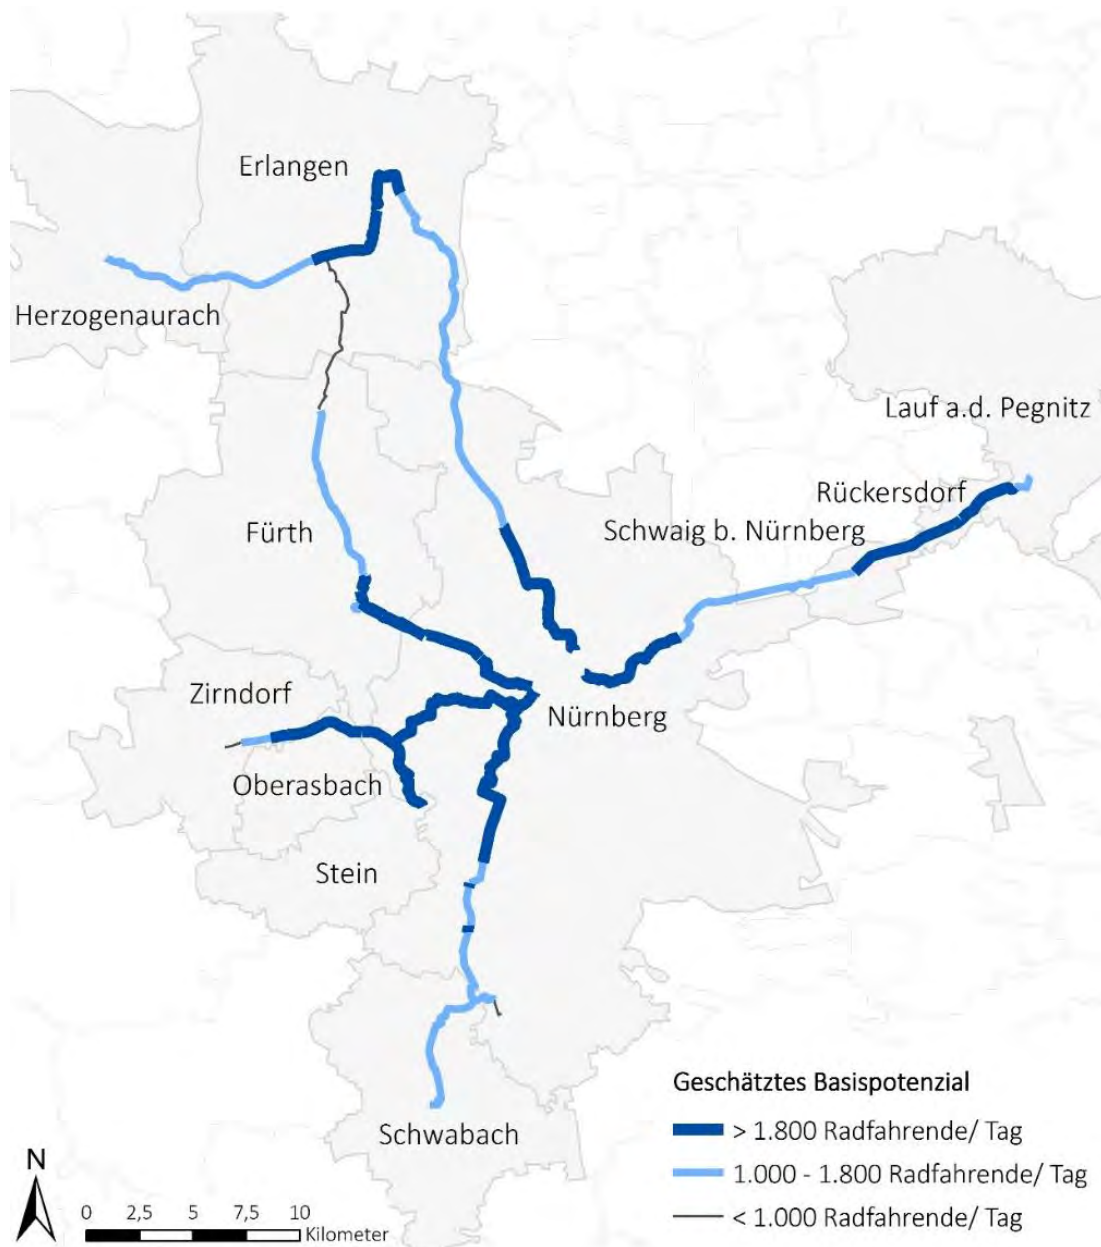 Erlangen
Herzogenaurach
Lauf a.d. Pegnitz
Rückersdorf
Schwaig b. Nürnberg
Fürth
Zirndorf
Nürnberg
Oberasbach
Stein
Schwabach
Geschätztes Basispotenzial
> 1.800 Radfahrende/ Tag
1.000 - 1.800 Radfahrende/ Tag
< 1.000 Radfahrende/ Tag
N
0 2,5 5 7,5 10
Kilometer